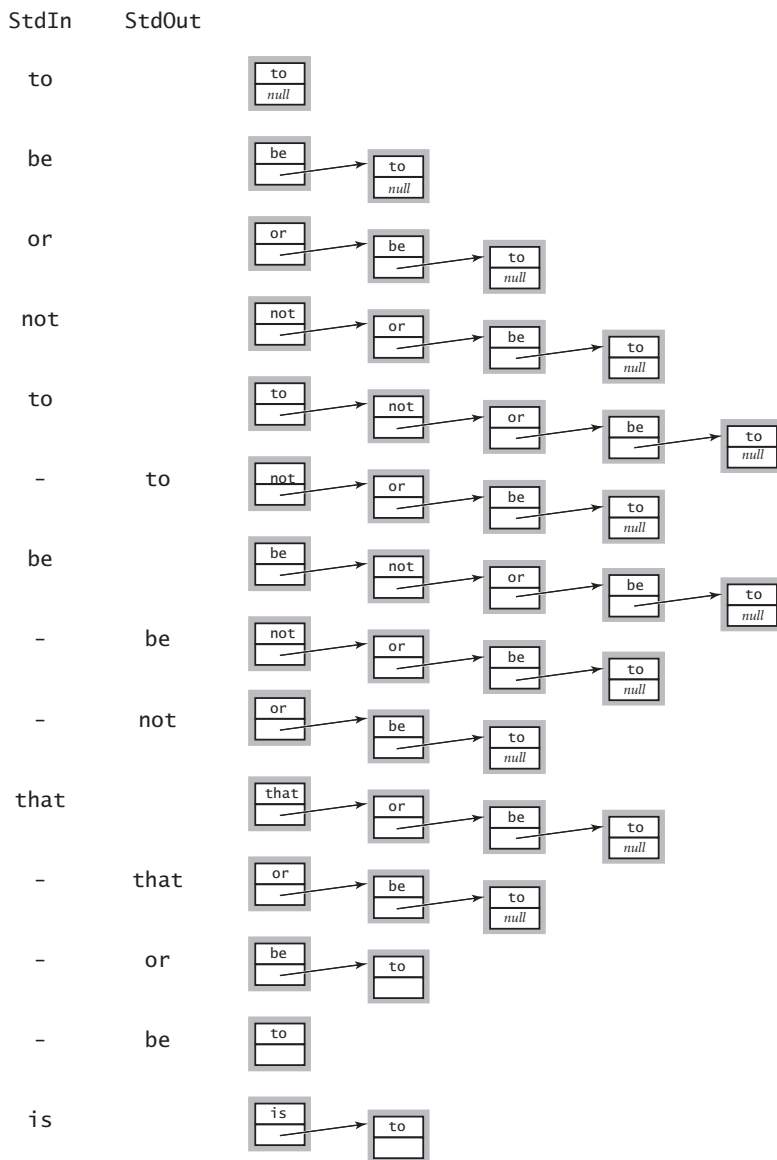 StdIn StdOut
to to
null
be be to
null
or or be to
null
not not or be to
null
to to not or be to
null
- to not or be to
null
be be not or be to
null
- be not or be to
null
- not or be to
null
that that or be to
null
- that or be to
null
- or be to
- be to
is is to